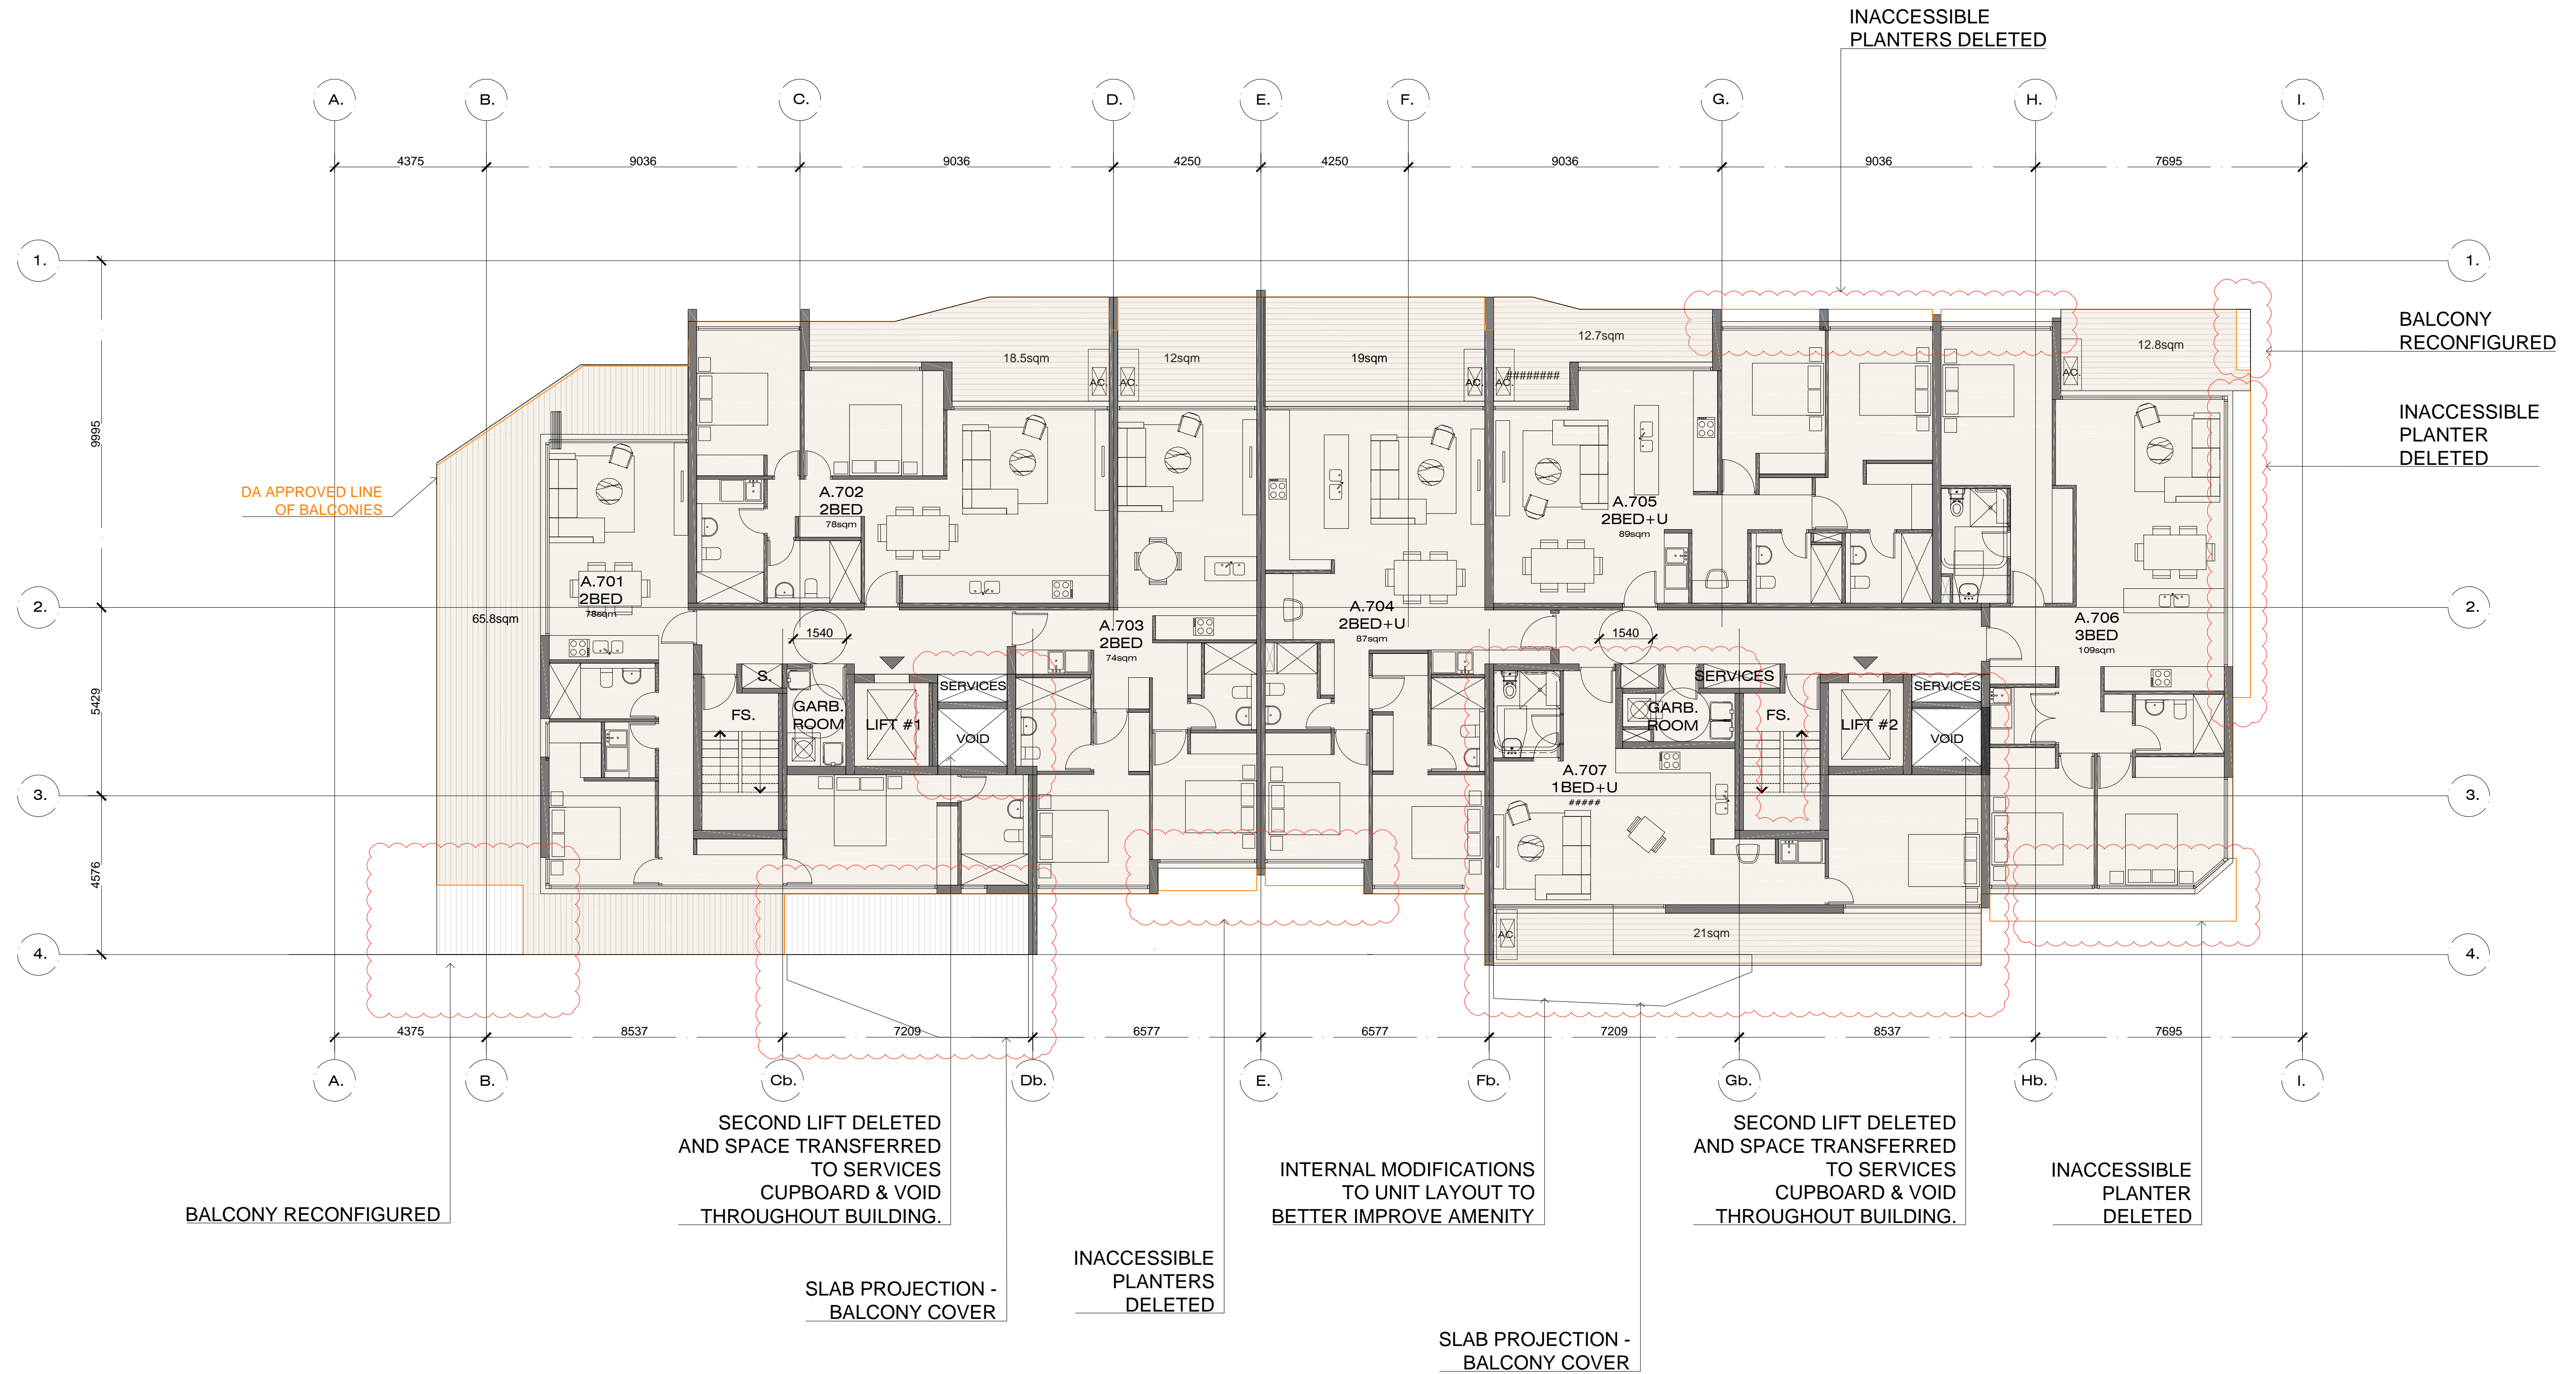 INACCESSIBLE
PLANTERS DELETED
A.
B.
C.
D.
E.
F.
G.
H.
I.
4375
9036
9036
4250
4250
9036
9036
7695
1.
1.
BALCONY
RECONFIGURED
INACCESSIBLE
PLANTER
DELETED
9995
DA APPROVED LINE
OF BALCONIES
65.8sqm
18.5sqm
12sqm
19sqm
12.7sqm
12.8sqm
AC.
AC.
AC.
AC.
AC.
########
A.701
2BED
78sqm
A.702
2BED
78sqm
A.703
2BED
74sqm
A.704
2BED+U
87sqm
A.705
2BED+U
89sqm
A.706
3BED
109sqm
2.
2.
1540
1540
5429
S.
FS.
GARB.
ROOM
LIFT #1
SERVICES
VOID
SERVICES
GARB.
ROOM
FS.
LIFT #2
SERVICES
VOID
A.707
1BED+U
#####
3.
3.
4576
AC.
21sqm
4.
4.
4375
8537
7209
6577
6577
7209
8537
7695
A.
B.
Cb.
Db.
E.
Fb.
Gb.
Hb.
I.
BALCONY RECONFIGURED
SECOND LIFT DELETED
AND SPACE TRANSFERRED
TO SERVICES
CUPBOARD & VOID
THROUGHOUT BUILDING.
SLAB PROJECTION -
BALCONY COVER
INACCESSIBLE
PLANTERS
DELETED
INTERNAL MODIFICATIONS
TO UNIT LAYOUT TO
BETTER IMPROVE AMENITY
SLAB PROJECTION -
BALCONY COVER
SECOND LIFT DELETED
AND SPACE TRANSFERRED
TO SERVICES
CUPBOARD & VOID
THROUGHOUT BUILDING.
INACCESSIBLE
PLANTER
DELETED